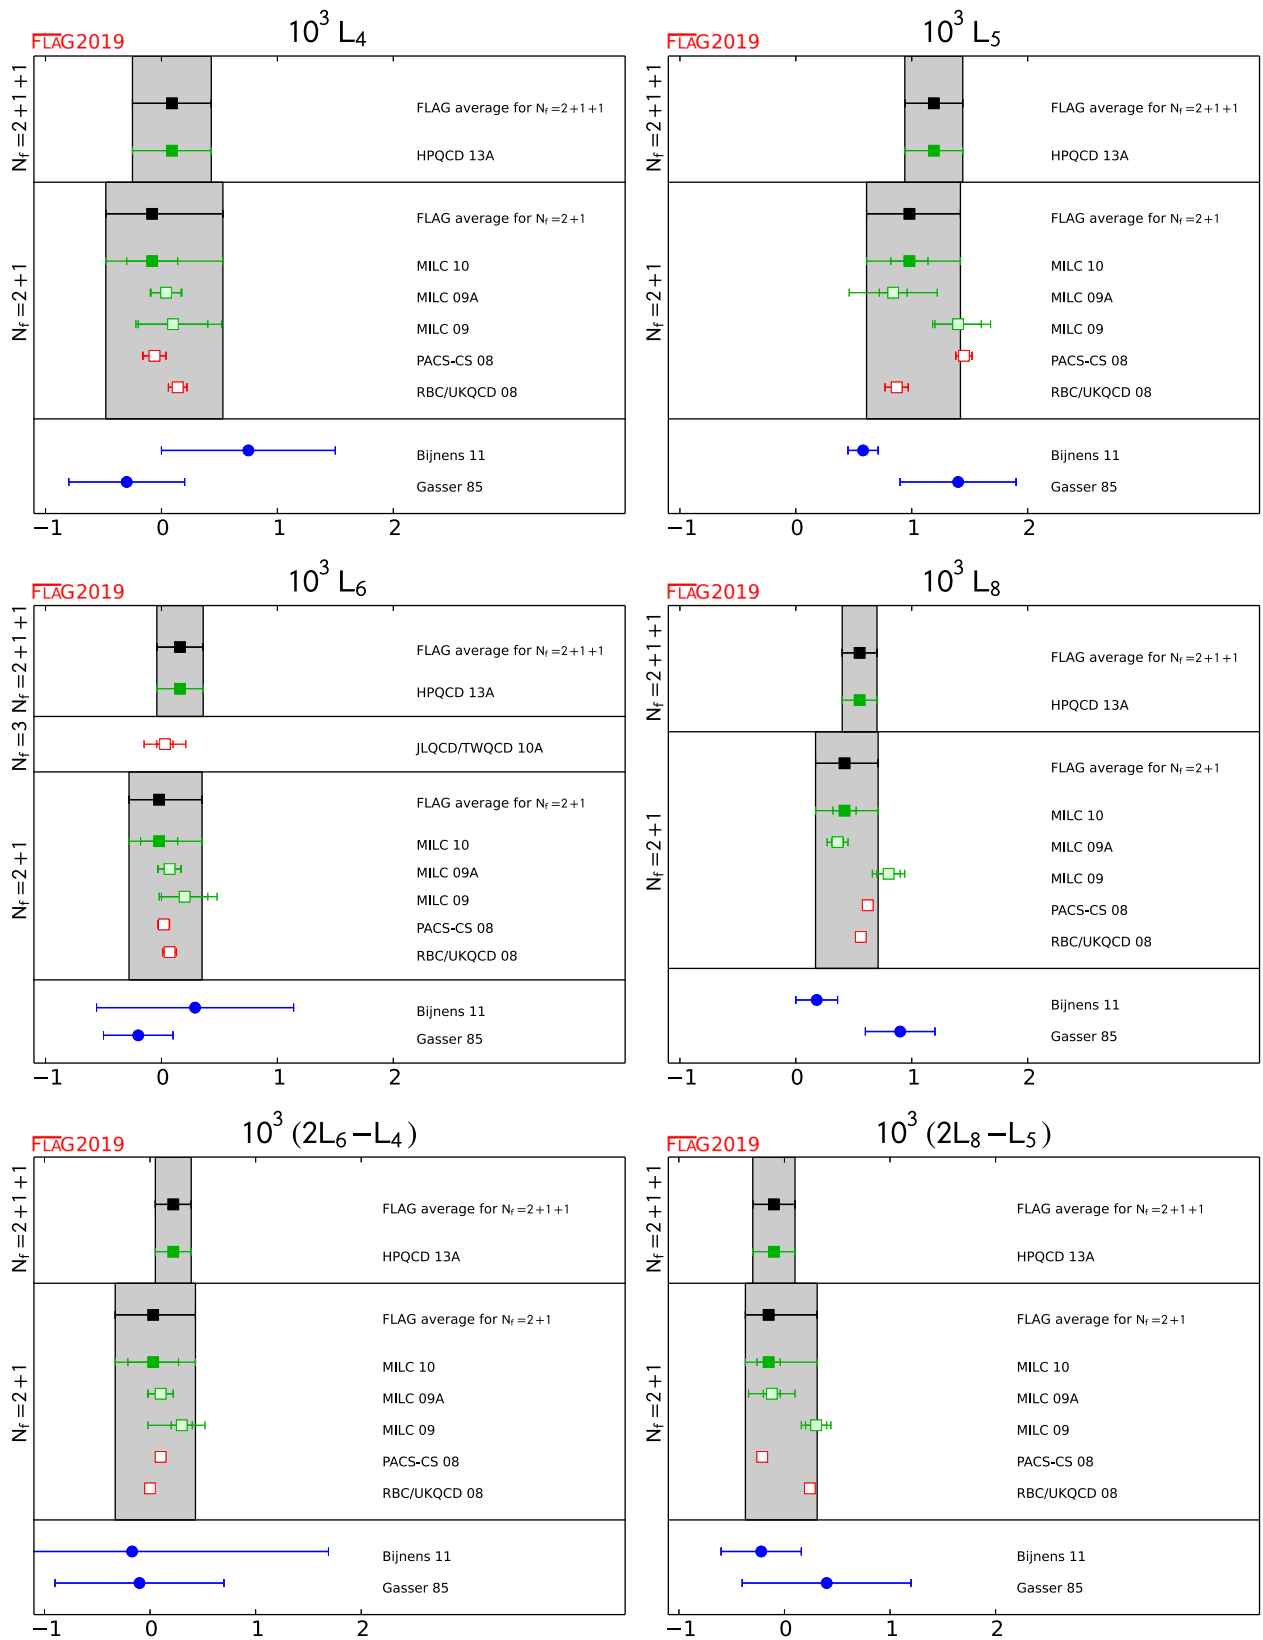 FLAG2019
10³ L₄
N_f=2+1+1
FLAG average for N_f=2+1+1
HPQCD 13A
N_f=2+1
FLAG average for N_f=2+1
MILC 10
MILC 09A
MILC 09
PACS-CS 08
RBC/UKQCD 08
Bijnens 11
Gasser 85
−1 0 1 2
FLAG2019
10³ L₅
N_f=2+1+1
FLAG average for N_f=2+1+1
HPQCD 13A
N_f=2+1
FLAG average for N_f=2+1
MILC 10
MILC 09A
MILC 09
PACS-CS 08
RBC/UKQCD 08
Bijnens 11
Gasser 85
−1 0 1 2
FLAG2019
10³ L₆
N_f=2+1+1
FLAG average for N_f=2+1+1
HPQCD 13A
N_f=3
JLQCD/TWQCD 10A
N_f=2+1
FLAG average for N_f=2+1
MILC 10
MILC 09A
MILC 09
PACS-CS 08
RBC/UKQCD 08
Bijnens 11
Gasser 85
−1 0 1 2
FLAG2019
10³ L₈
N_f=2+1+1
FLAG average for N_f=2+1+1
HPQCD 13A
N_f=2+1
FLAG average for N_f=2+1
MILC 10
MILC 09A
MILC 09
PACS-CS 08
RBC/UKQCD 08
Bijnens 11
Gasser 85
−1 0 1 2
FLAG2019
10³ (2L₆−L₄)
N_f=2+1+1
FLAG average for N_f=2+1+1
HPQCD 13A
N_f=2+1
FLAG average for N_f=2+1
MILC 10
MILC 09A
MILC 09
PACS-CS 08
RBC/UKQCD 08
Bijnens 11
Gasser 85
−1 0 1 2
FLAG2019
10³ (2L₈−L₅)
N_f=2+1+1
FLAG average for N_f=2+1+1
HPQCD 13A
N_f=2+1
FLAG average for N_f=2+1
MILC 10
MILC 09A
MILC 09
PACS-CS 08
RBC/UKQCD 08
Bijnens 11
Gasser 85
−1 0 1 2